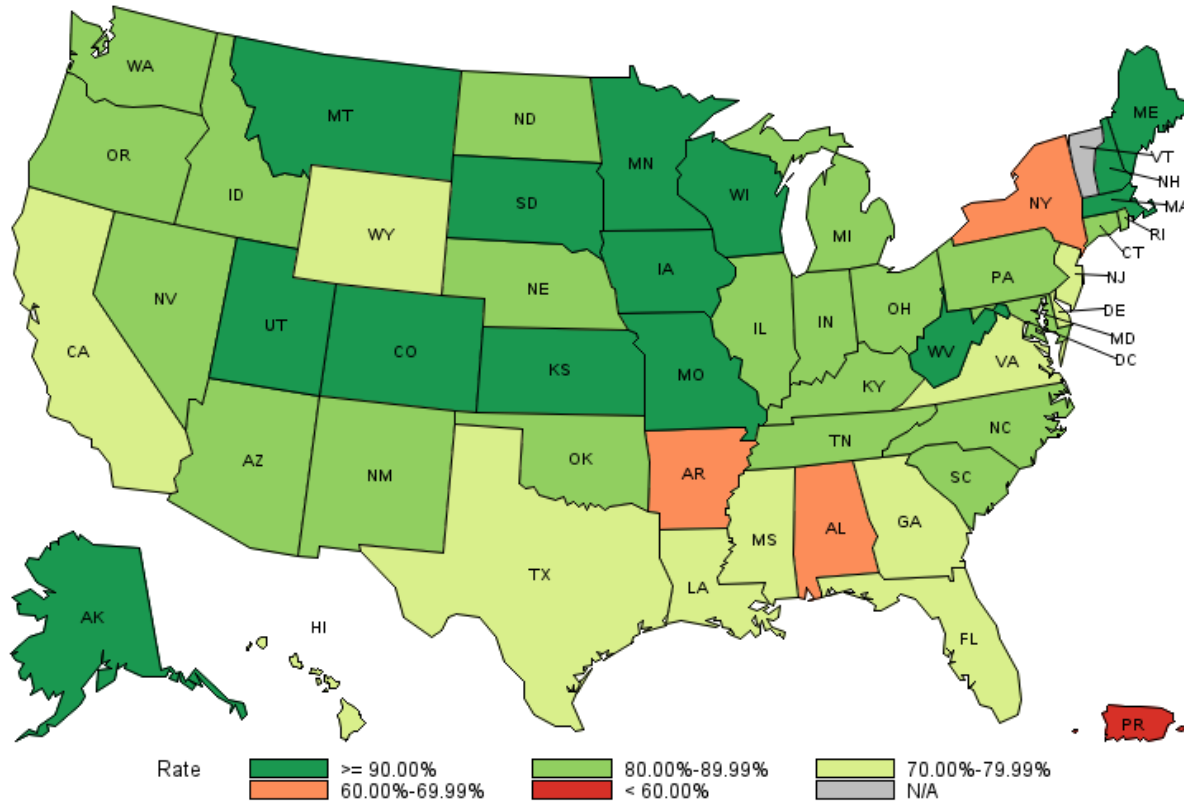 WA
MT
ND
MN
ME
VT
NH
MA
RI
CT
OR
ID
SD
WI
NY
MI
WY
IA
PA
NJ
NE
NV
UT
CO
IL
IN
OH
DE
MD
DC
CA
KS
MO
WV
VA
KY
AZ
NM
OK
AR
TN
NC
SC
MS
AL
GA
TX
LA
AK
HI
FL
PR
Rate >= 90.00% 80.00%-89.99% 70.00%-79.99%
60.00%-69.99% < 60.00% N/A